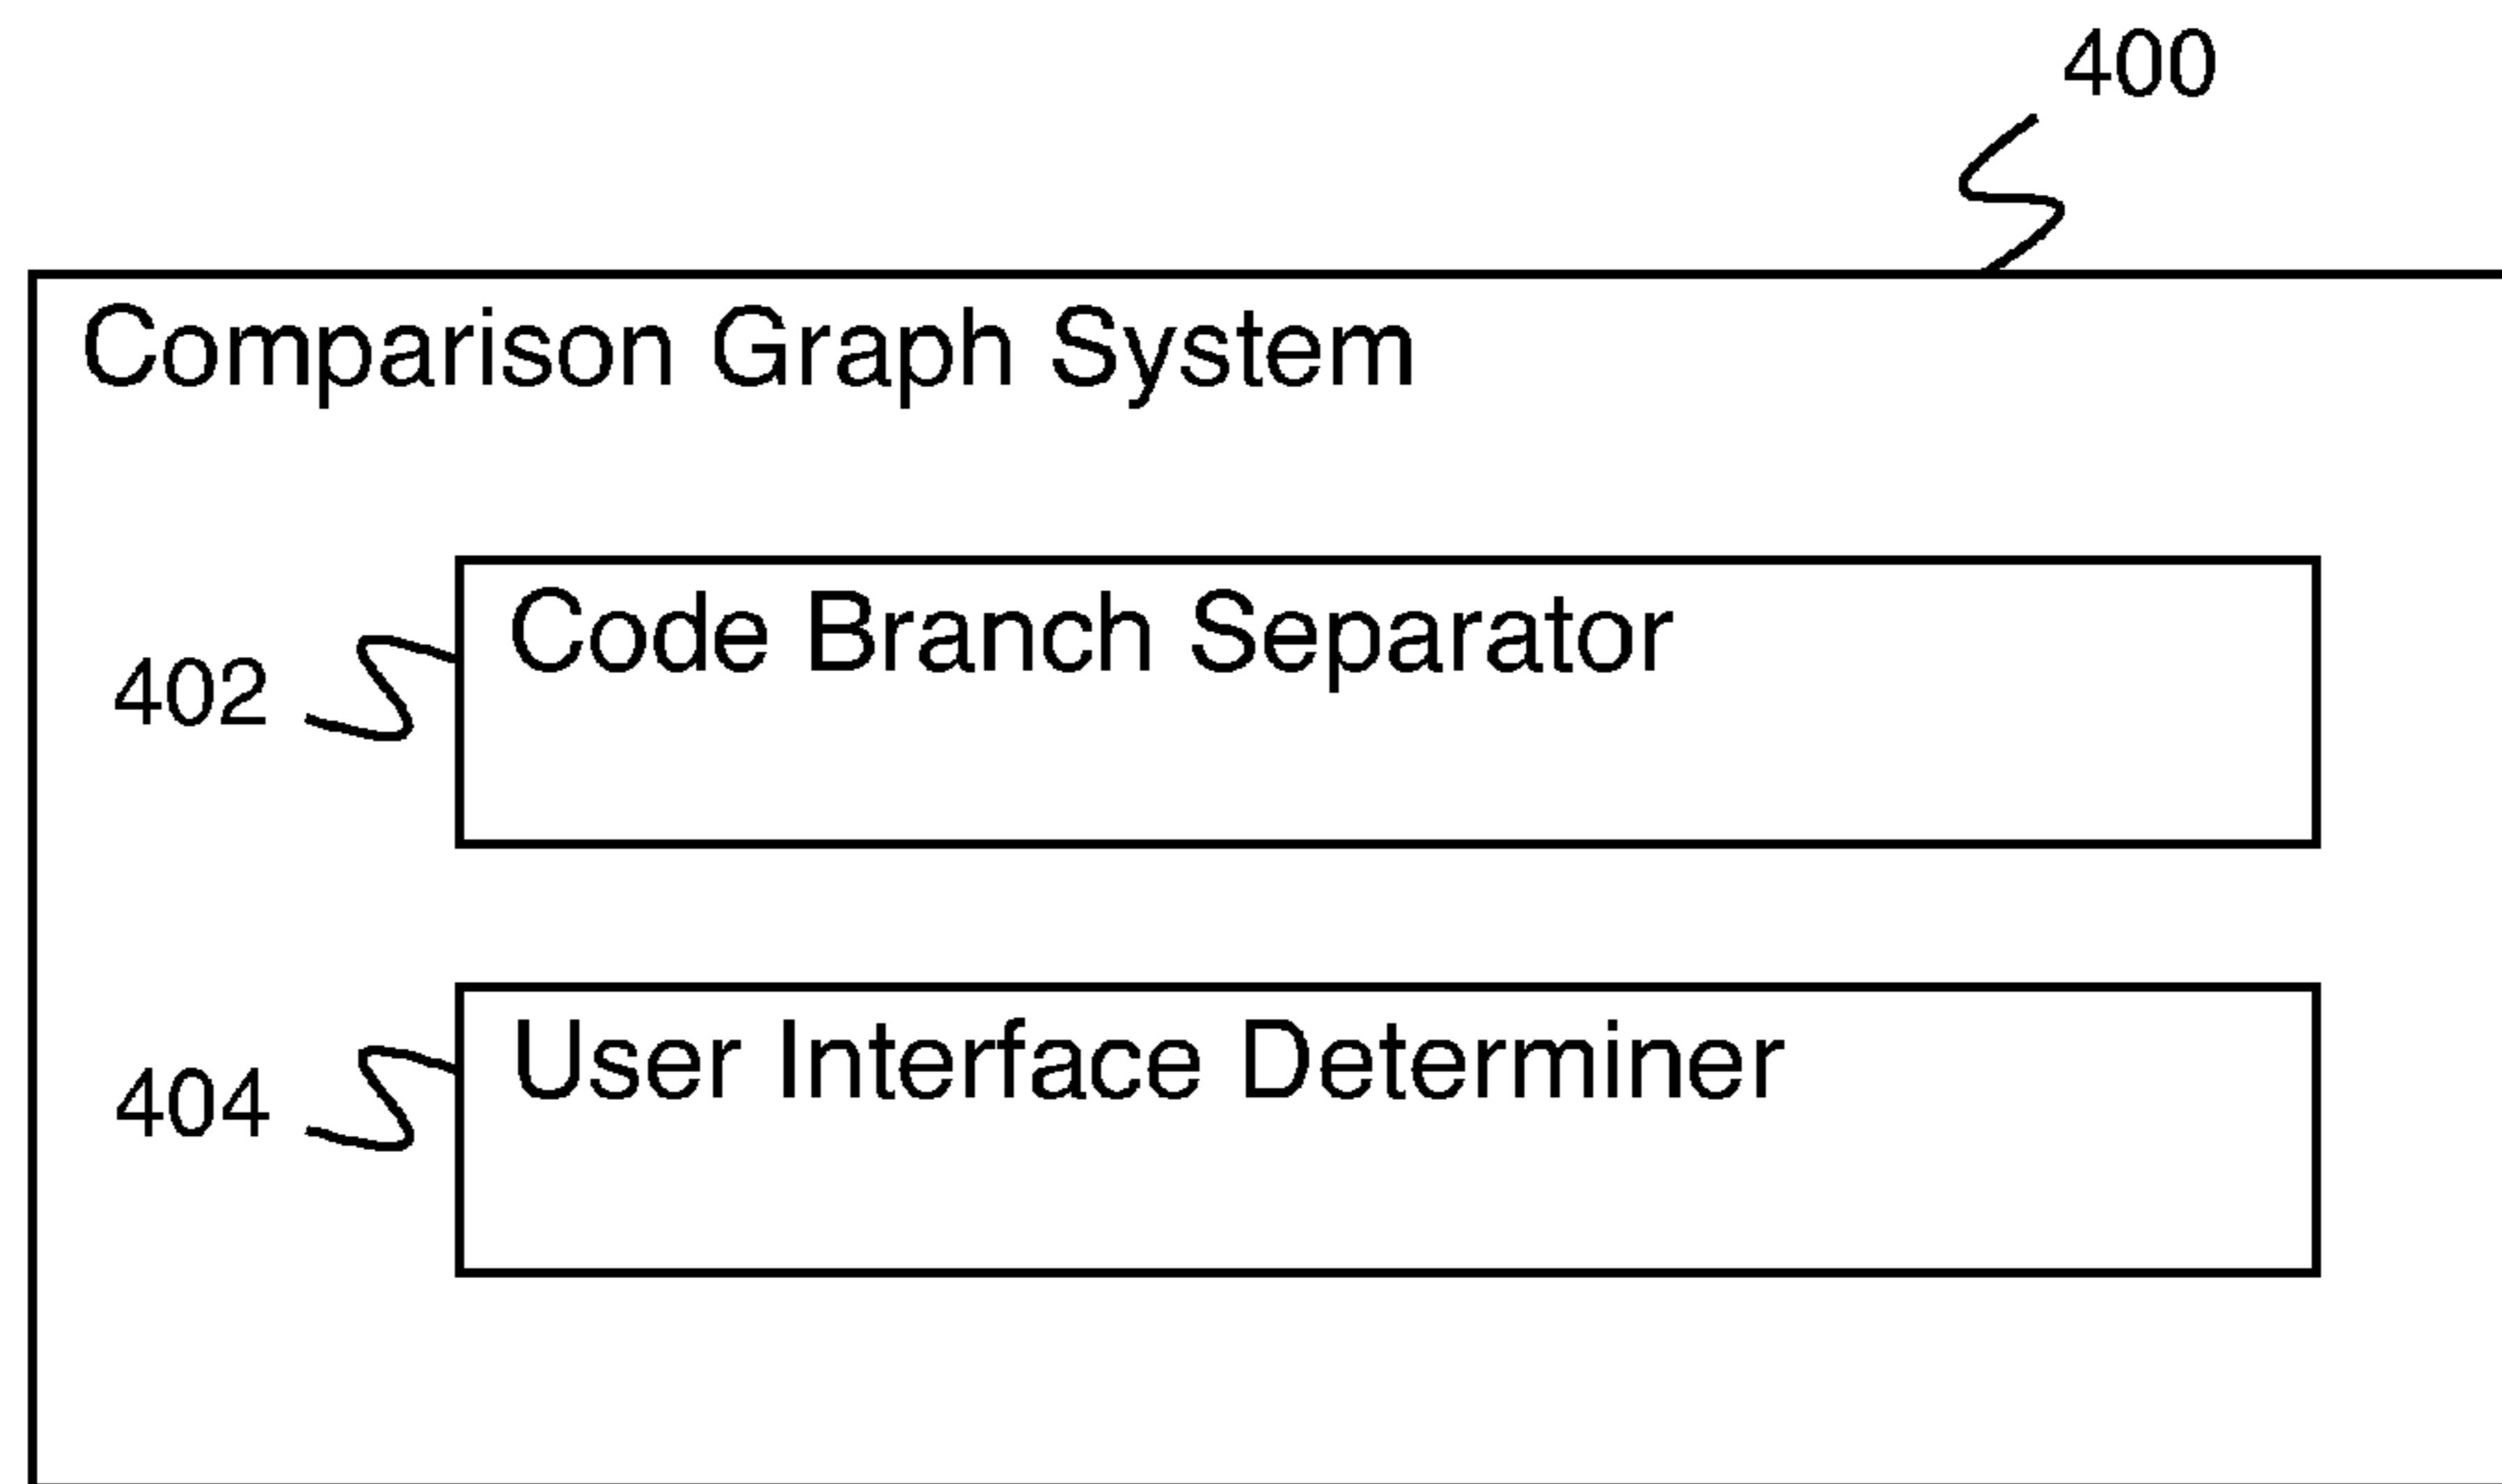 400
Comparison Graph System
Code Branch Separator
402
User Interface Determiner
404